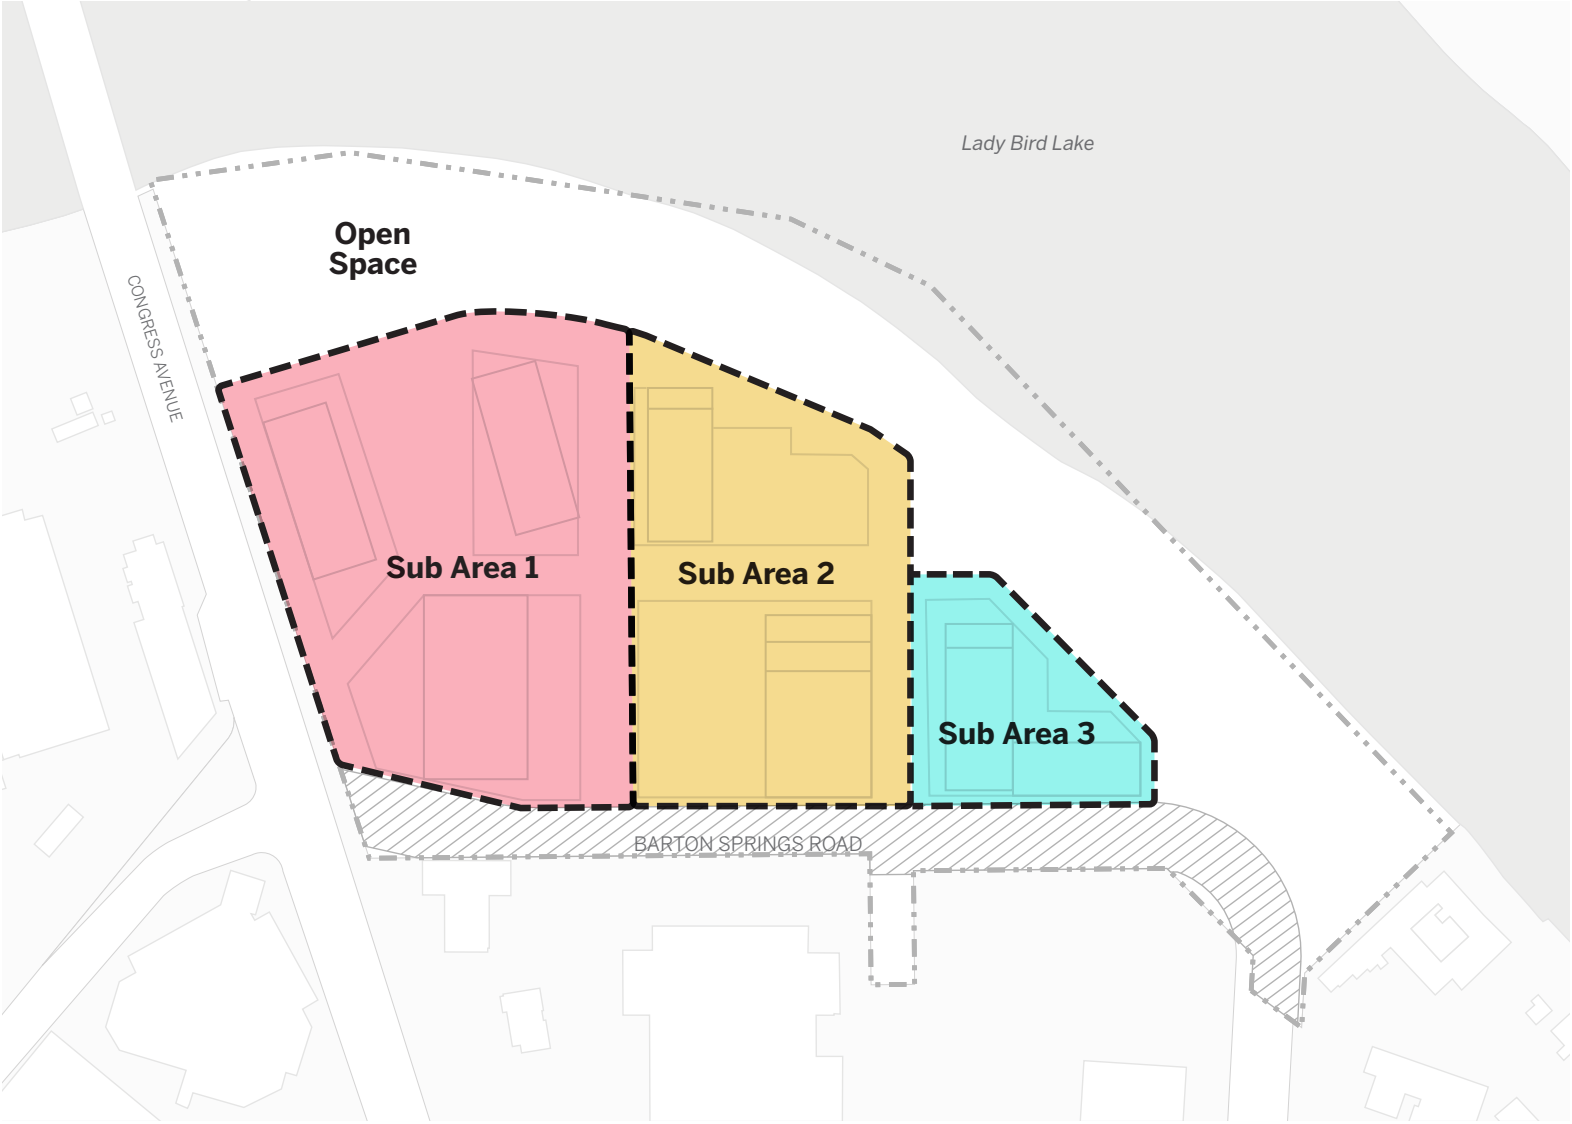 Lady Bird Lake
Open
Space
CONGRESS AVENUE
Sub Area 1
Sub Area 2
Sub Area 3
BARTON SPRINGS ROAD